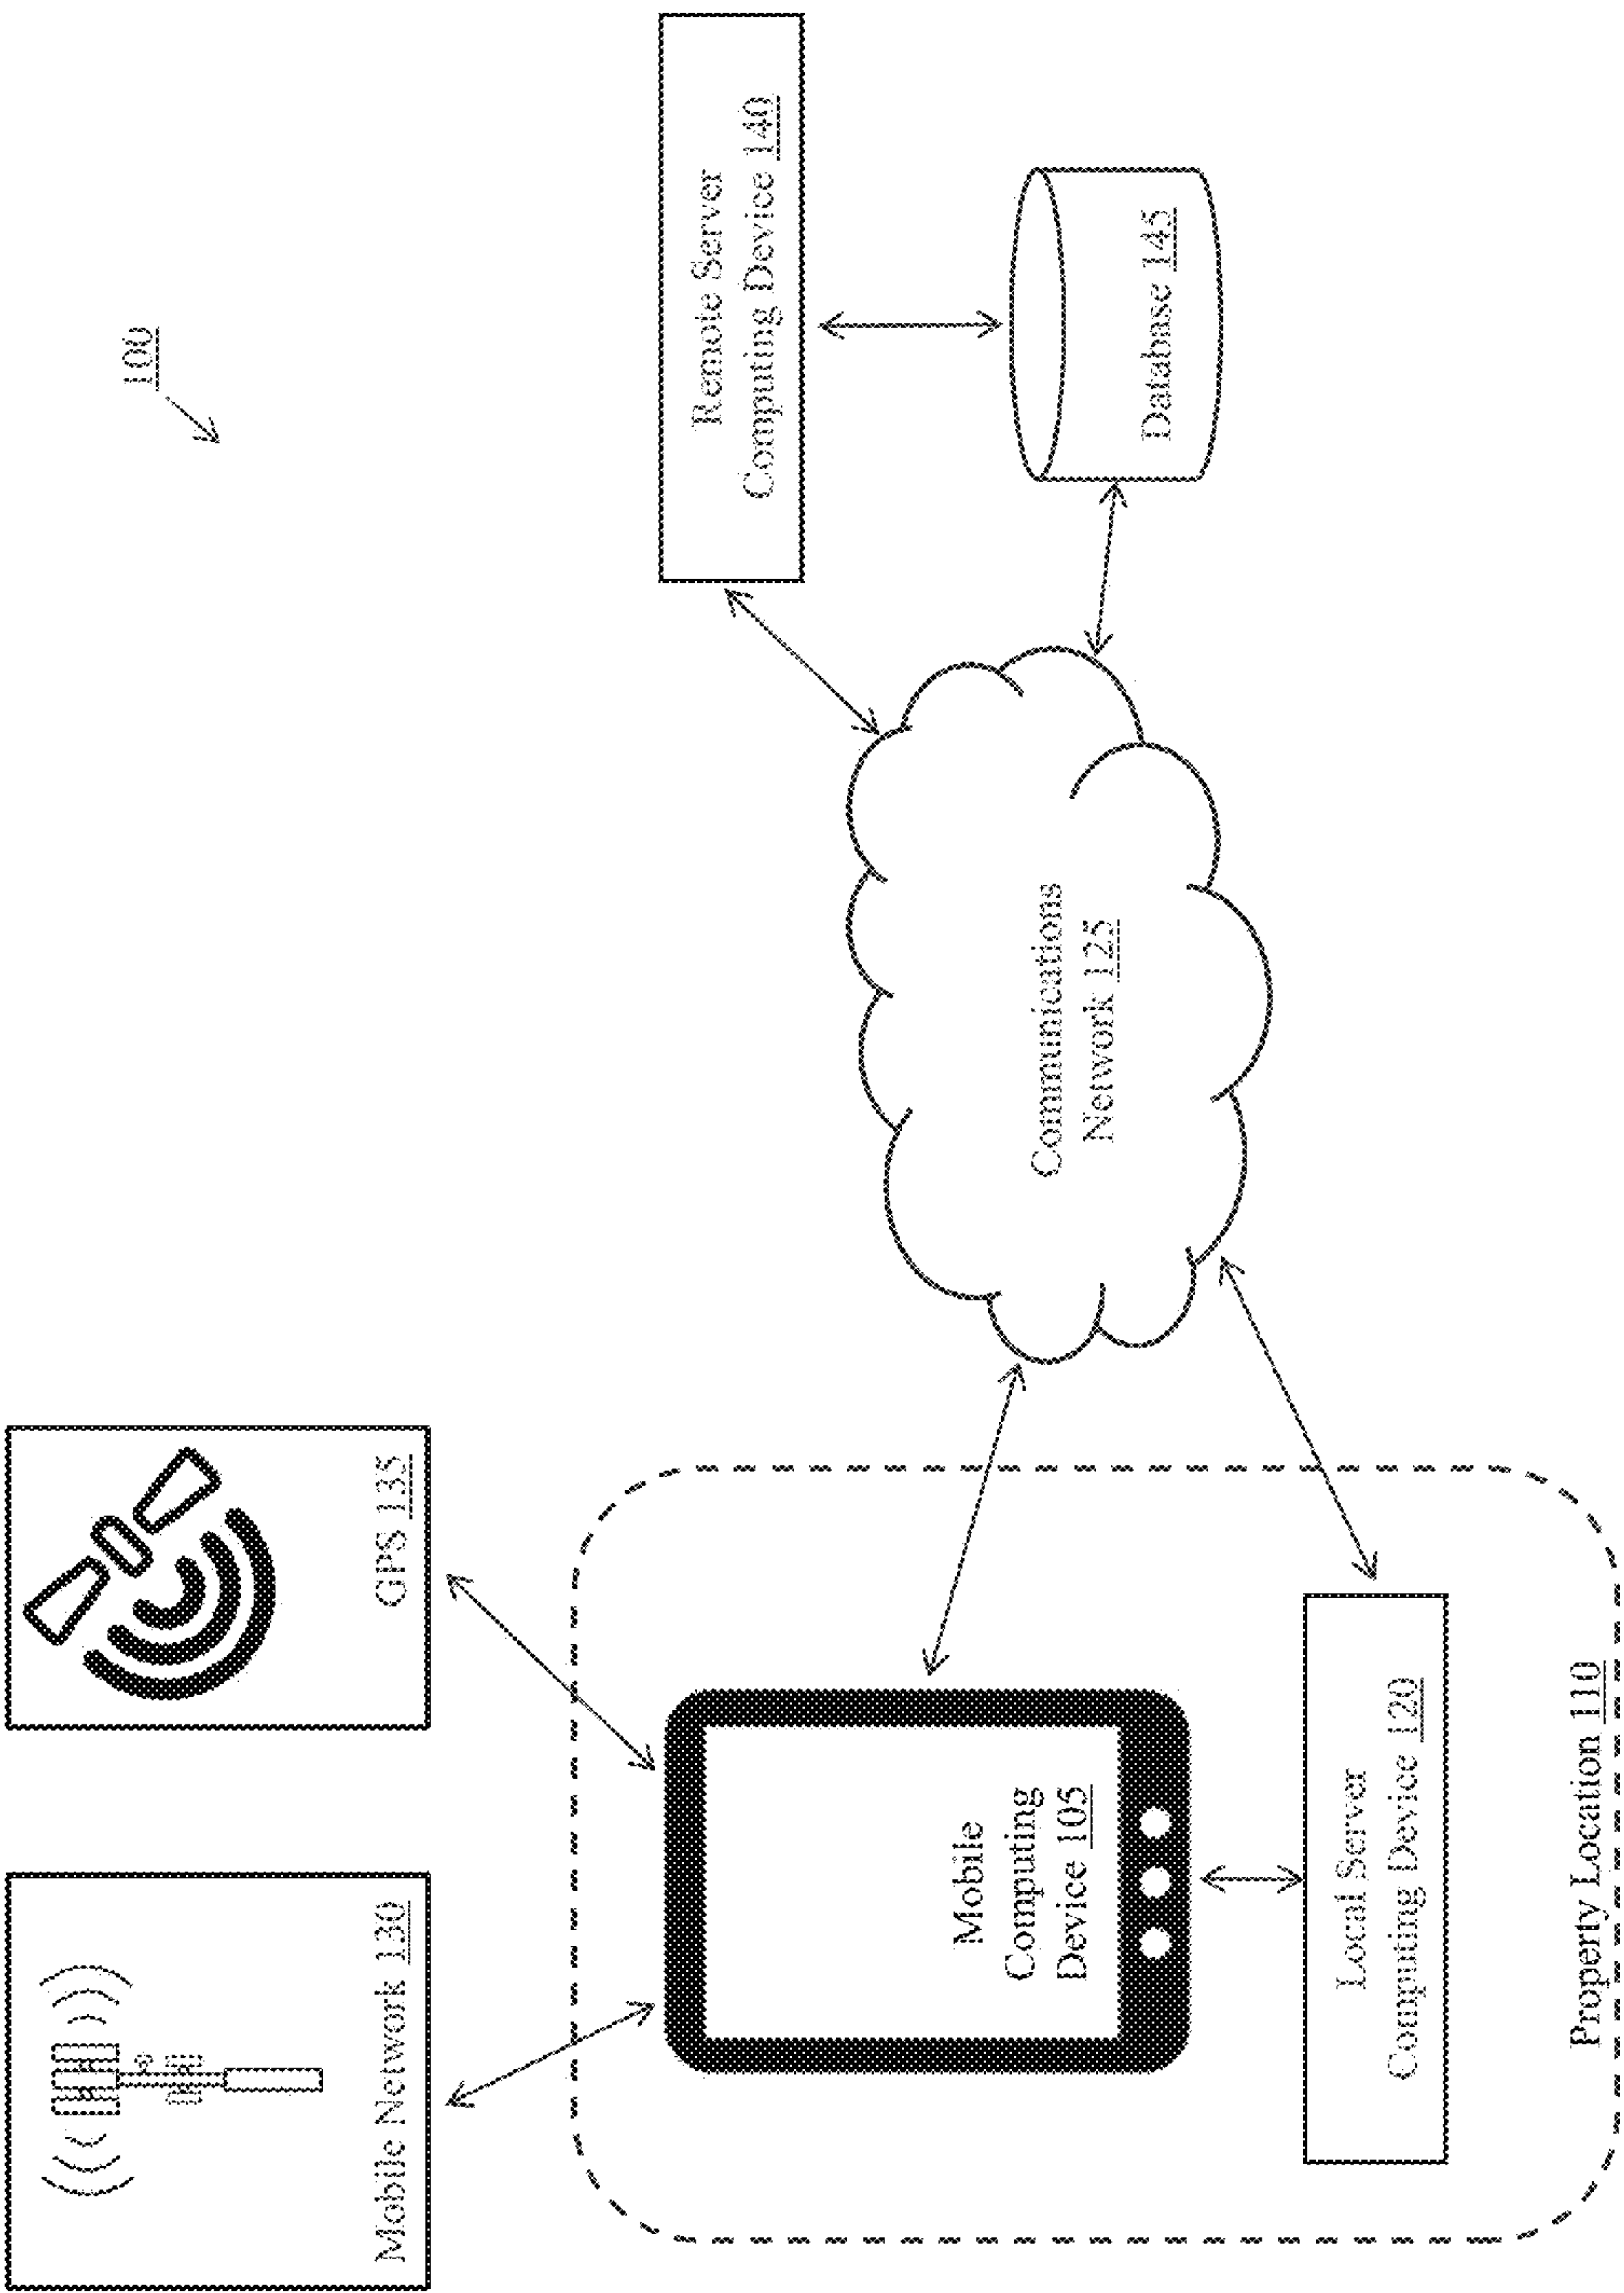 100
Mobile Network 130
GPS 135
Remote Server
Computing Device 140
Database 145
Communications
Network 125
Mobile
Computing
Device 105
Local Server
Computing Device 120
Property Location 110